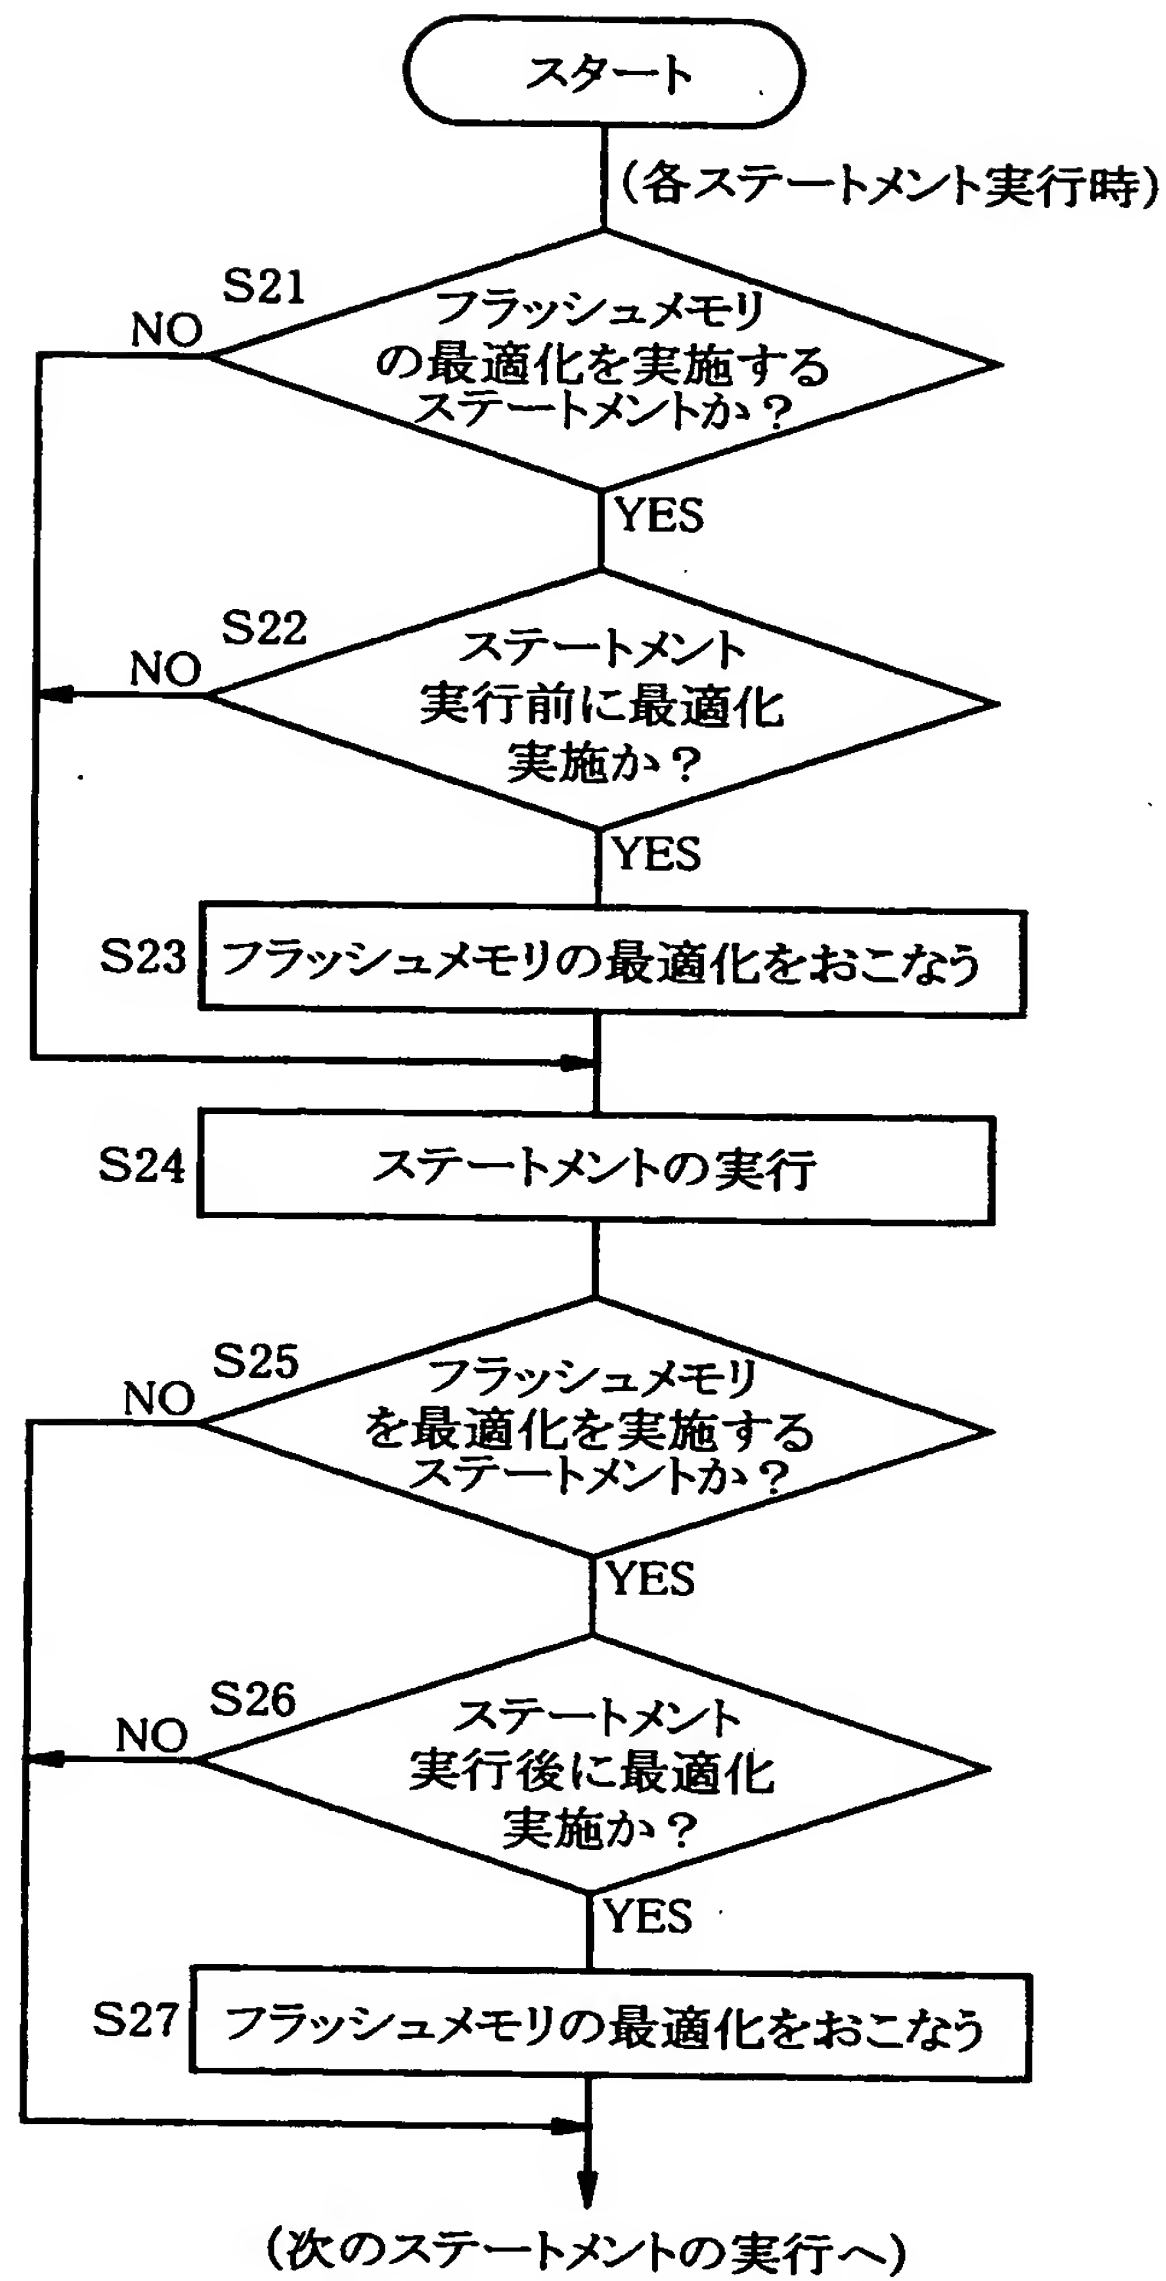 スタート
(各ステートメント実行時)
S21
NO
フラッシュメモリ
の最適化を実施する
ステートメントか?
YES
S22
NO
ステートメント
実行前に最適化
実施か?
YES
S23
フラッシュメモリの最適化をおこなう
S24
ステートメントの実行
S25
NO
フラッシュメモリ
を最適化を実施する
ステートメントか?
YES
S26
NO
ステートメント
実行後に最適化
実施か?
YES
S27
フラッシュメモリの最適化をおこなう
(次のステートメントの実行へ)